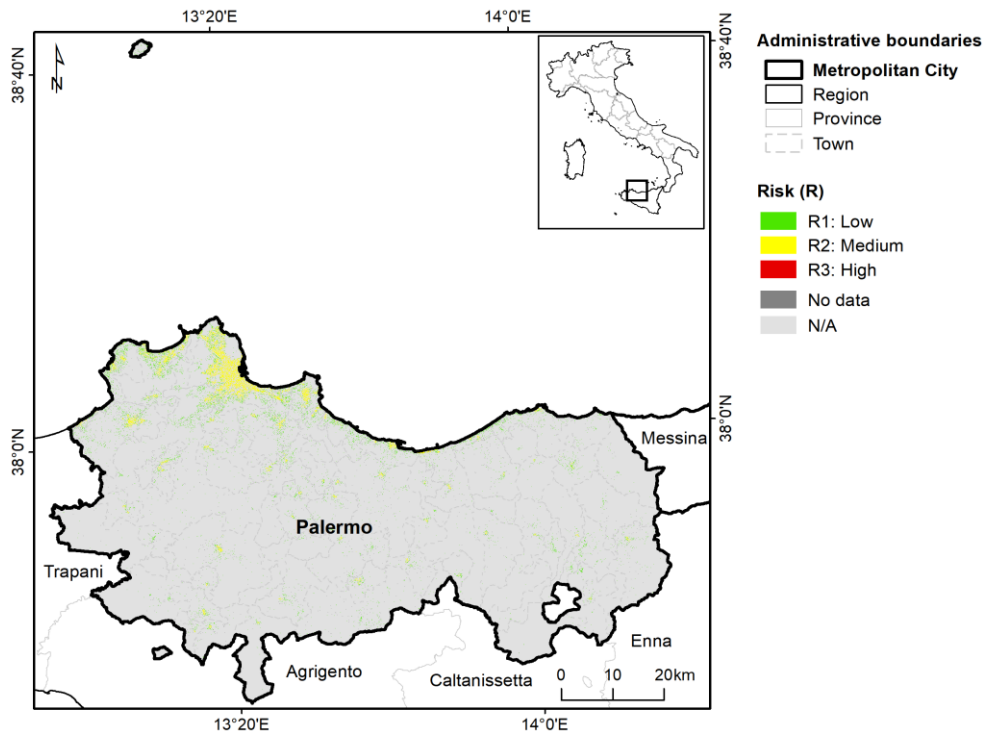 13°20'E
14°0'E
38°40'N
38°40'N
N
Administrative boundaries
Metropolitan City
Region
Province
Town
Risk (R)
R1: Low
R2: Medium
R3: High
No data
N/A
38°0'N
38°0'N
Messina
Palermo
Trapani
Enna
Agrigento
Caltanissetta
0 10 20km
13°20'E
14°0'E